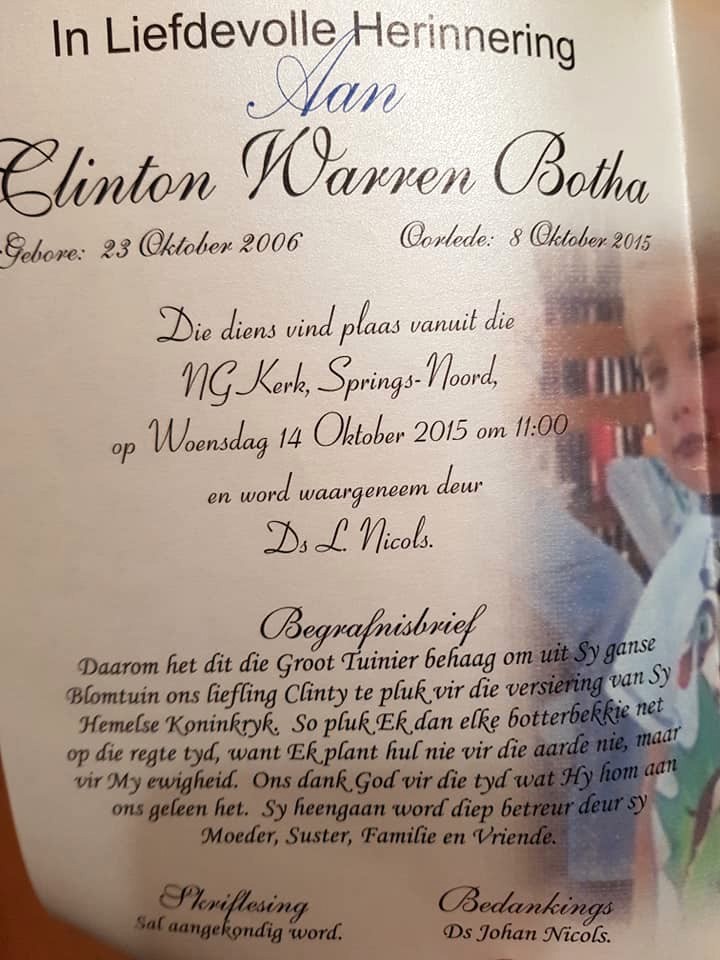 In Liefdevolle Herinnering
Aan
Clinton Warren Botha
Gebore: 23 Oktober 2006 Oorlede: 8 Oktober 2015
Die diens vind plaas vanuit die
NG Kerk, Springs-Noord,
op Woensdag 14 Oktober 2015 om 11:00
en word waargeneem deur
Ds L. Nicols.
Begrafnisbrief
Daarom het dit die Groot Tuinier behaag om uit Sy ganse
Blomtuin ons liefling Clinty te pluk vir die versiering van Sy
Hemelse Koninkryk. So pluk Ek dan elke botterbekkie net
op die regte tyd, want Ek plant hul nie vir die aarde nie, maar
vir My ewigheid. Ons dank God vir die tyd wat Hy hom aan
ons geleen het. Sy heengaan word diep betreur deur sy
Moeder, Suster, Familie en Vriende.
Skriflesing
Sal aangekondig word.
Bedankings
Ds Johan Nicols.